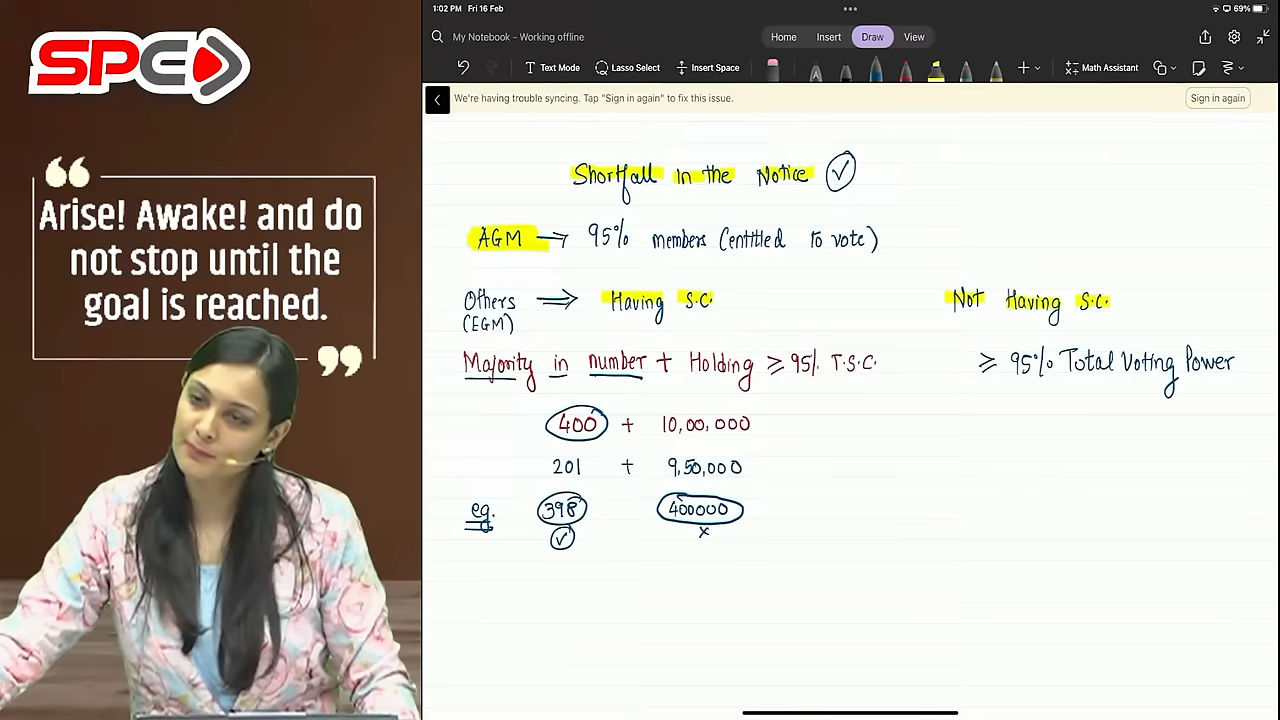 SPC
Arise! Awake! and do
not stop until the
goal is reached.
1:02 PM Fri 16 Feb
69%
My Notebook - Working offline
Home Insert Draw View
Text Mode Lasso Select Insert Space Math Assistant
We're having trouble syncing. Tap "Sign in again" to fix this issue. Sign in again
Shortfall in the Notice ✓
AGM → 95% members (entitled to vote)
Others ⇒ Having S.C. Not Having S.C.
(EGM)
Majority in number + Holding ≥ 95% T.S.C. ≥ 95% Total Voting Power
400 + 10,00,000
201 + 9,50,000
eg. 398 400000
✓ x